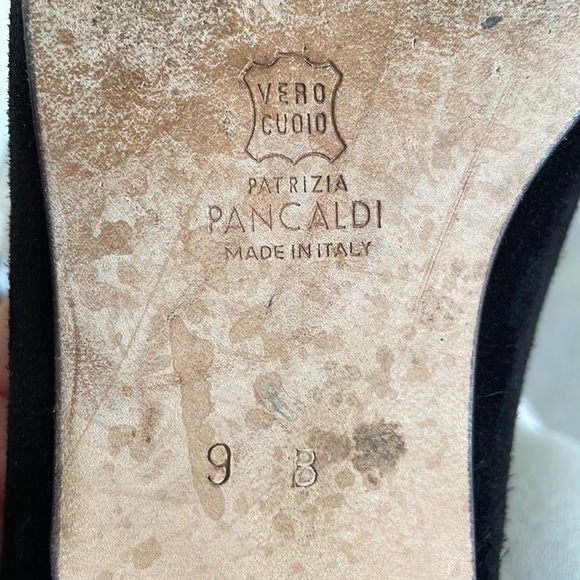 VERO
CUOIO
PATRIZIA
PANCALDI
MADE IN ITALY
9 B